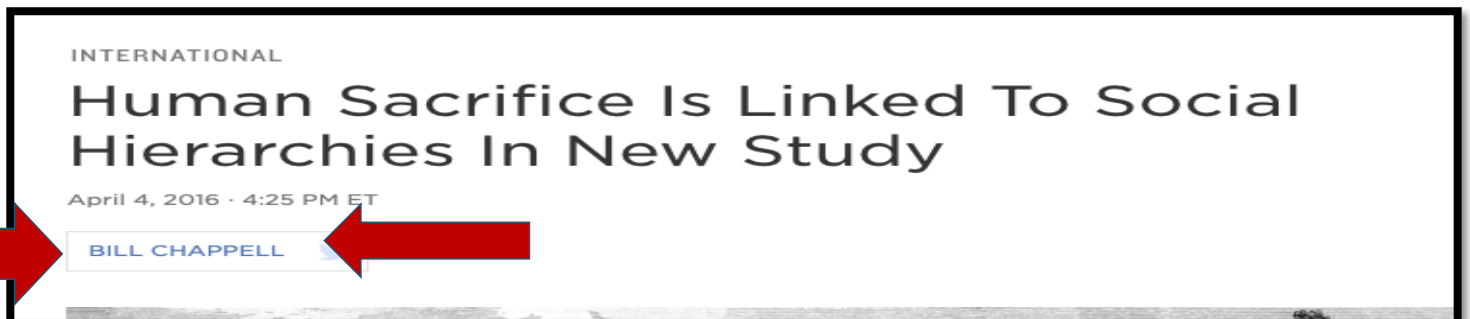 INTERNATIONAL
Human Sacrifice Is Linked To Social
Hierarchies In New Study
April 4, 2016 · 4:25 PM ET
BILL CHAPPELL